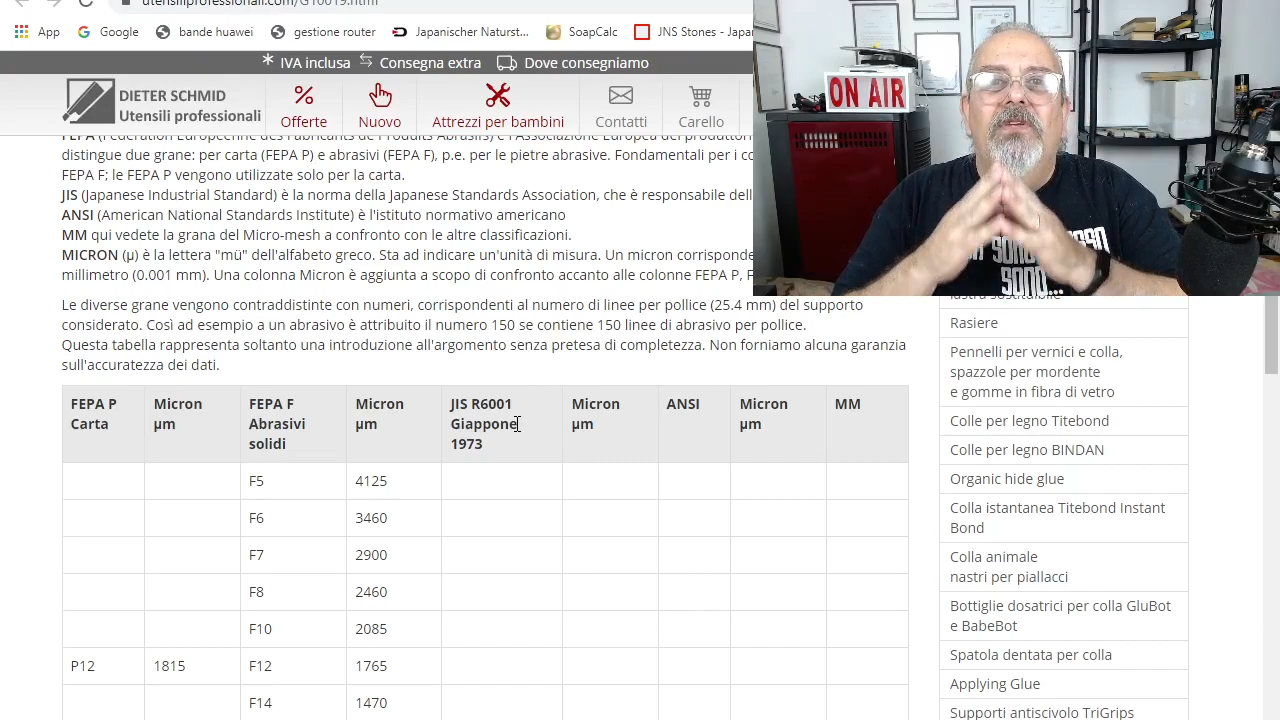 utensiliprofessionali.com/G10019.html
App Google bande huawei Japanischer Naturst... SoapCalc JNS Stones - Japan
* IVA inclusa Consegna extra Dove consegniamo
DIETER SCHMID
Utensili professionali
Offerte Nuovo Attrezzi per bambini Contatti Carello
ON AIR
distingua due grane, per carta (FEPA P) e abrasivi (FEPA F), p.e. per le pietre abrasive. Fondamentali per i
FEPA F; le FEPA P vengono utilizzate solo per la carta.
JIS (Japanese Industrial Standard) è la norma della Japanese Standards Association, che è responsabile
ANSI (American National Standards Institute) è l'istituto normativo americano
MM qui vedete la grana del Micro-mesh a confronto con le altre classificazioni.
MICRON (µ) è la lettera "mü" dell'alfabeto greco. Sta ad indicare un'unità di misura. Un micron corrisponde
millimetro (0.001 mm). Una colonna Micron è aggiunta a scopo di confronto accanto alle colonne FEPA P, F
Le diverse grane vengono contraddistinte con numeri, corrispondenti al numero di linee per pollice (25.4 mm) del supporto
considerato. Così ad esempio a un abrasivo è attribuito il numero 150 se contiene 150 linee di abrasivo per pollice.
Questa tabella rappresenta soltanto una introduzione all'argomento senza pretesa di completezza. Non forniamo alcuna garanzia
sull'accuratezza dei dati.
FEPA P Carta Micron µm FEPA F Abrasivi solidi Micron µm JIS R6001 Giappone 1973 Micron µm ANSI Micron µm MM
F5 4125
F6 3460
F7 2900
F8 2460
F10 2085
P12 1815 F12 1765
F14 1470
lastra sostituibile
Rasiere
Pennelli per vernici e colla,
spazzole per mordente
e gomme in fibra di vetro
Colle per legno Titebond
Colle per legno BINDAN
Organic hide glue
Colla istantanea Titebond Instant
Bond
Colla animale
nastri per piallacci
Bottiglie dosatrici per colla GluBot
e BabeBot
Spatola dentata per colla
Applying Glue
Supporti antiscivolo TriGrips